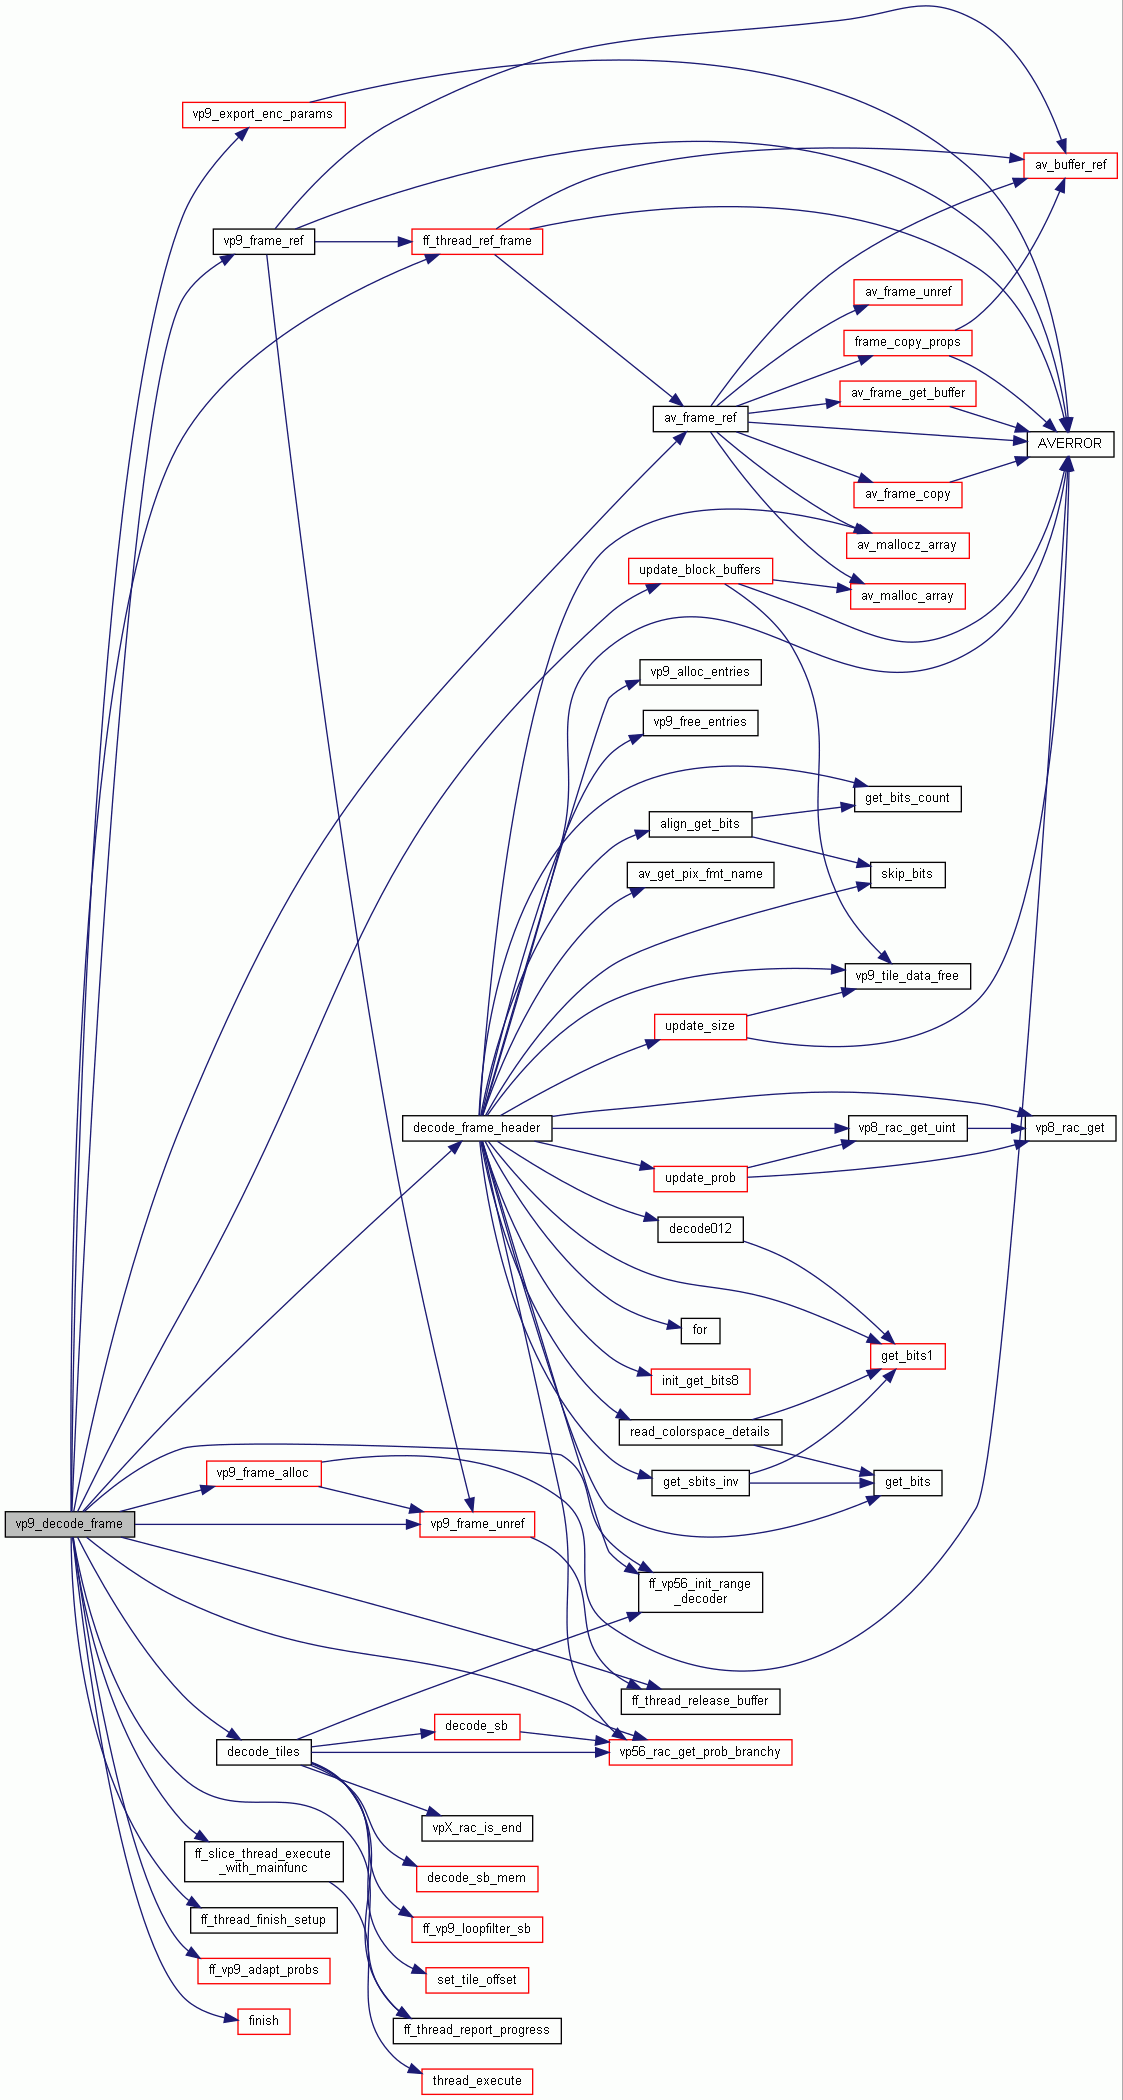 vp9_export_enc_params
av_buffer_ref
vp9_frame_ref
ff_thread_ref_frame
av_frame_unref
frame_copy_props
av_frame_get_buffer
av_frame_ref
AVERROR
av_frame_copy
av_mallocz_array
update_block_buffers
av_malloc_array
vp9_alloc_entries
vp9_free_entries
get_bits_count
align_get_bits
av_get_pix_fmt_name
skip_bits
vp9_tile_data_free
update_size
decode_frame_header
vp8_rac_get_uint
vp8_rac_get
update_prob
decode012
for
get_bits1
init_get_bits8
read_colorspace_details
vp9_frame_alloc
get_sbits_inv
get_bits
vp9_decode_frame
vp9_frame_unref
ff_vp56_init_range
_decoder
ff_thread_release_buffer
decode_sb
decode_tiles
vp56_rac_get_prob_branchy
vpX_rac_is_end
ff_slice_thread_execute
_with_mainfunc
decode_sb_mem
ff_thread_finish_setup
ff_vp9_loopfilter_sb
ff_vp9_adapt_probs
set_tile_offset
finish
ff_thread_report_progress
thread_execute